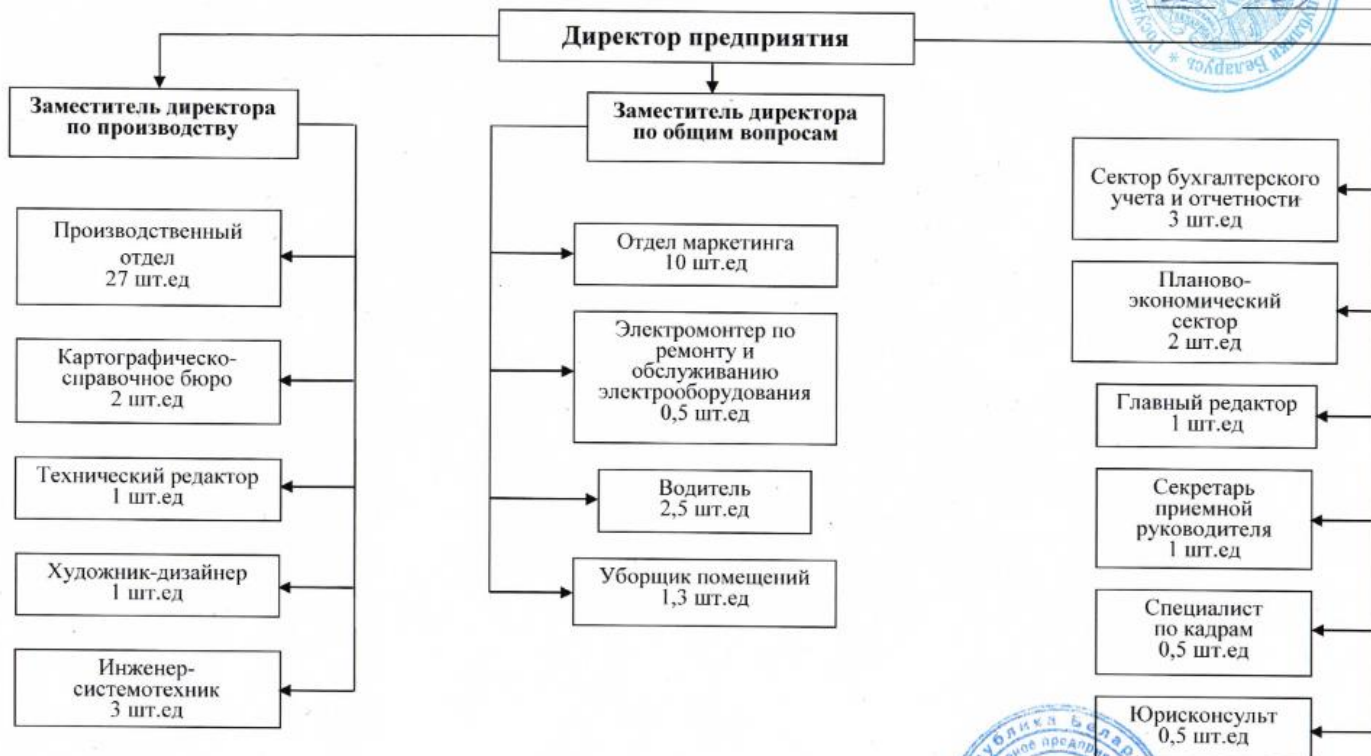 Директор предприятия
Заместитель директора
по производству
Производственный
отдел
27 шт.ед
Картографическо-
справочное бюро
2 шт.ед
Технический редактор
1 шт.ед
Художник-дизайнер
1 шт.ед
Инженер-
системотехник
3 шт.ед
Заместитель директора
по общим вопросам
Отдел маркетинга
10 шт.ед
Электромонтер по
ремонту и
обслуживанию
электрооборудования
0,5 шт.ед
Водитель
2,5 шт.ед
Уборщик помещений
1,3 шт.ед
Сектор бухгалтерского
учета и отчетности
3 шт.ед
Планово-
экономический
сектор
2 шт.ед
Главный редактор
1 шт.ед
Секретарь
приемной
руководителя
1 шт.ед
Специалист
по кадрам
0,5 шт.ед
Юрисконсульт
0,5 шт.ед
Беларусь